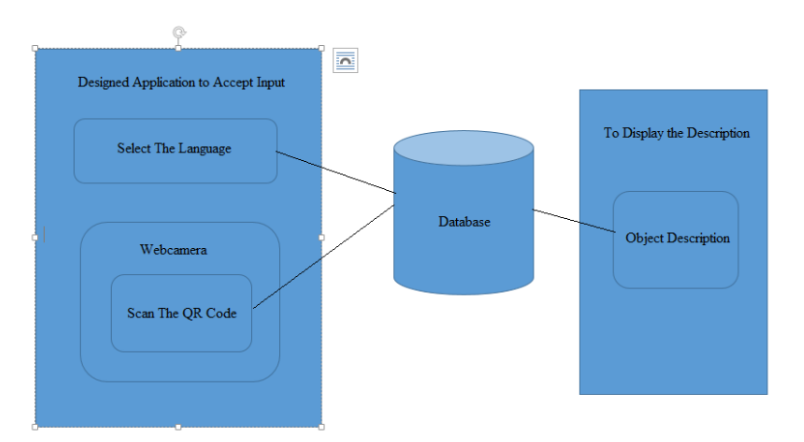 Designed Application to Accept Input
Select The Language
Webcamera
Scan The QR Code
Database
To Display the Description
Object Description